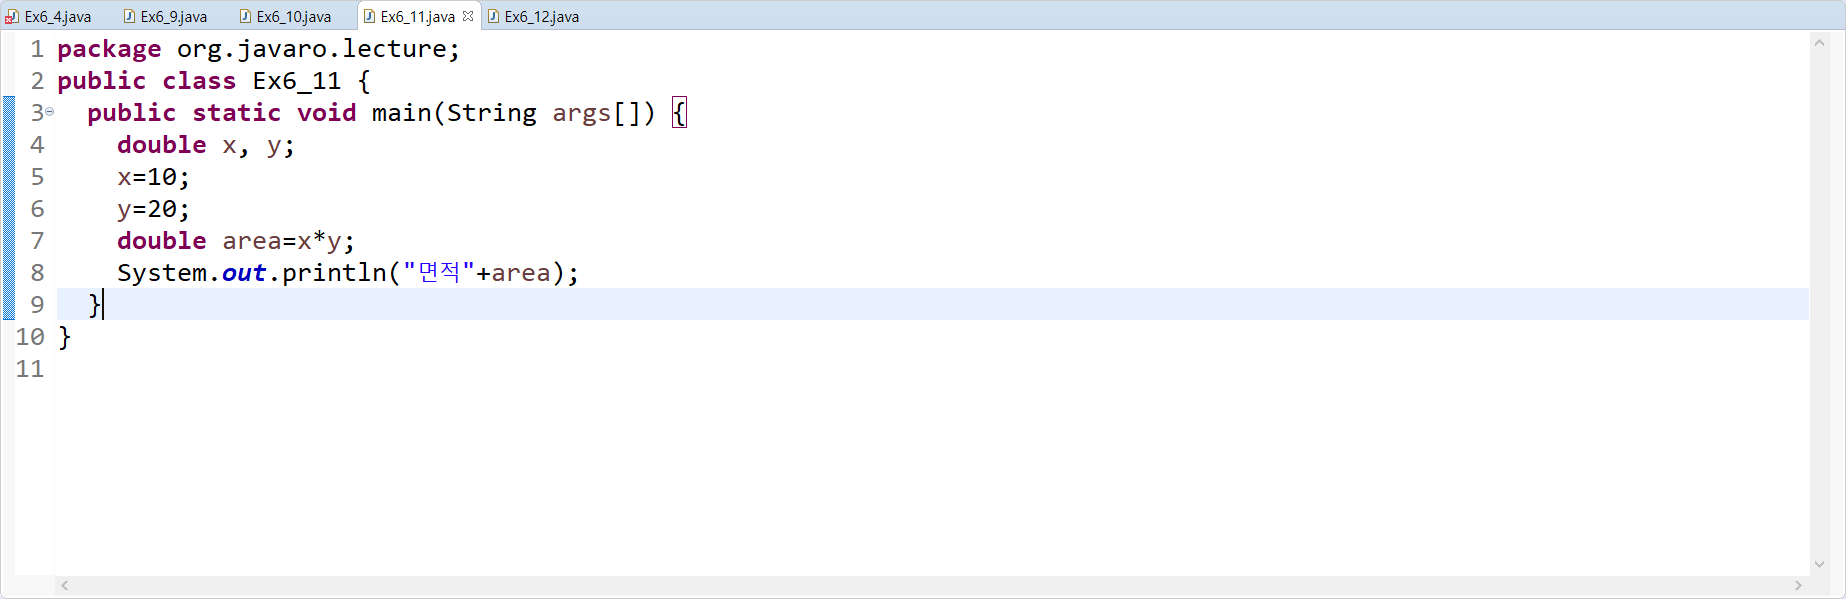 Ex6_4.java Ex6_9.java Ex6_10.java Ex6_11.java Ex6_12.java
1 package org.javaro.lecture;
2 public class Ex6_11 {
3 public static void main(String args[]) {
4 double x, y;
5 x=10;
6 y=20;
7 double area=x*y;
8 System.out.println("면적"+area);
9 }
10 }
11